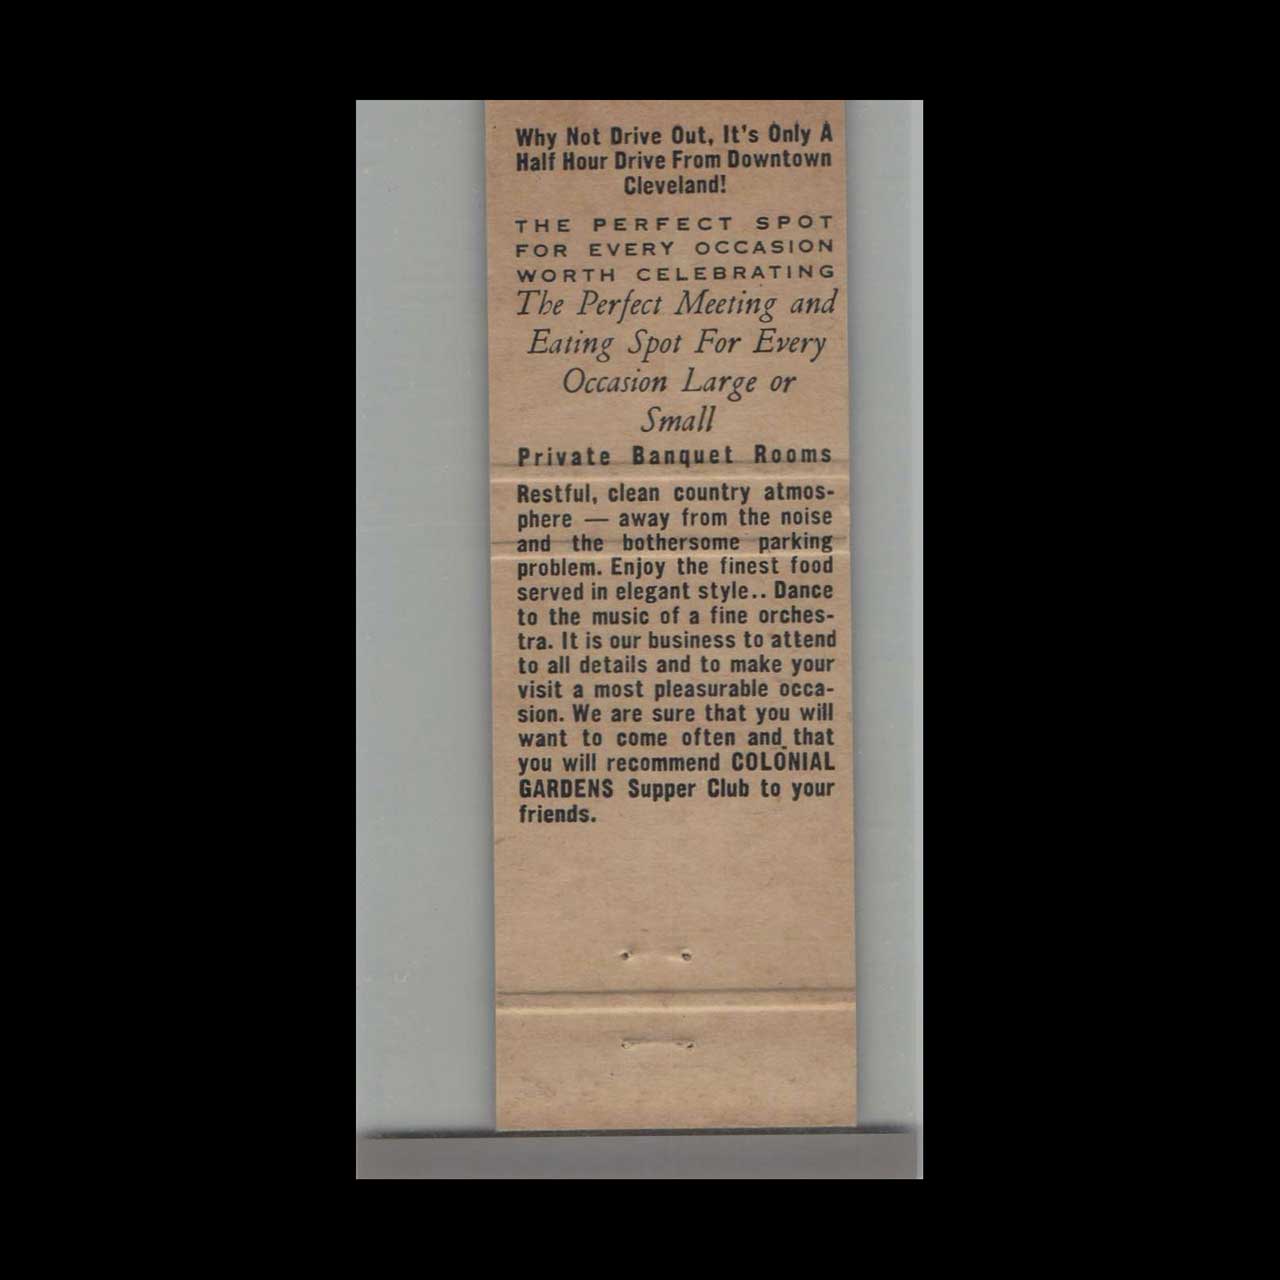 Why Not Drive Out, It's Only A
Half Hour Drive From Downtown
Cleveland!
THE PERFECT SPOT
FOR EVERY OCCASION
WORTH CELEBRATING
The Perfect Meeting and
Eating Spot For Every
Occasion Large or
Small
Private Banquet Rooms
Restful, clean country atmos-
phere — away from the noise
and the bothersome parking
problem. Enjoy the finest food
served in elegant style.. Dance
to the music of a fine orches-
tra. It is our business to attend
to all details and to make your
visit a most pleasurable occa-
sion. We are sure that you will
want to come often and that
you will recommend COLONIAL
GARDENS Supper Club to your
friends.